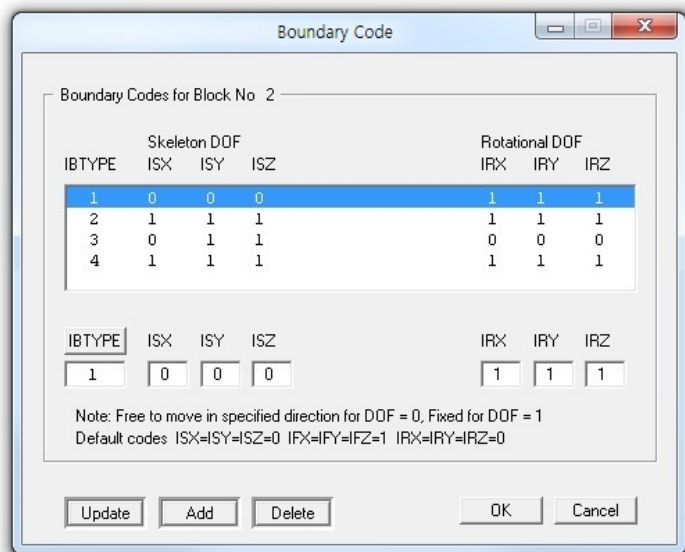 Boundary Code
Boundary Codes for Block No 2
Skeleton DOF Rotational DOF
IBTYPE ISX ISY ISZ IRX IRY IRZ
1 0 0 0 1 1 1
2 1 1 1 1 1 1
3 0 1 1 0 0 0
4 1 1 1 1 1 1
IBTYPE ISX ISY ISZ IRX IRY IRZ
1 0 0 0 1 1 1
Note: Free to move in specified direction for DOF = 0, Fixed for DOF = 1
Default codes ISX=ISY=ISZ=0 IFX=IFY=IFZ=1 IRX=IRY=IRZ=0
Update Add Delete OK Cancel